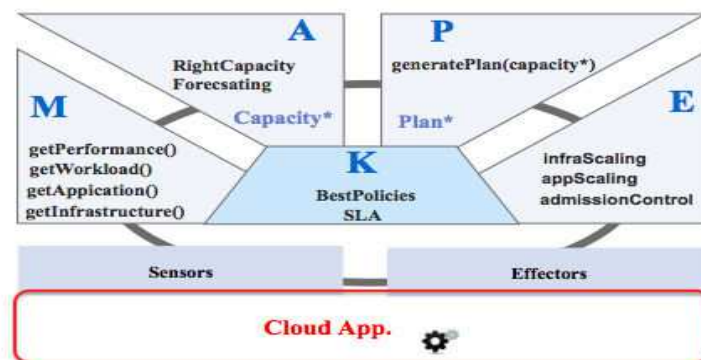 A
RightCapacity
Forecsating
Capacity*
P
generatePlan(capacity*)
Plan*
M
getPerformance()
getWorkload()
getAppication()
getInfrastructure()
K
BestPolicies
SLA
E
infraScaling
appScaling
admissionControl
Sensors
Effectors
Cloud App.